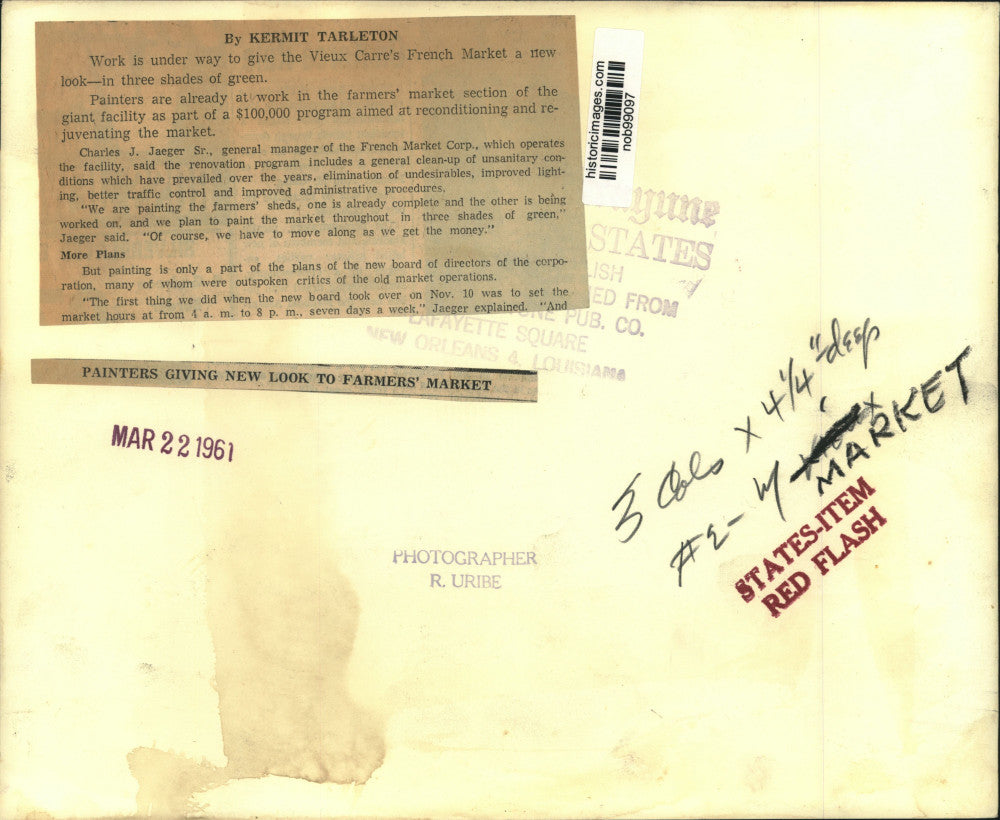 By KERMIT TARLETON
Work is under way to give the Vieux Carre's French Market a new
look—in three shades of green.
Painters are already at work in the farmers' market section of the
giant facility as part of a $100,000 program aimed at reconditioning and re-
juvenating the market.
Charles J. Jaeger Sr., general manager of the French Market Corp., which operates
the facility, said the renovation program includes a general clean-up of unsanitary con-
ditions which have prevailed over the years, elimination of undesirables, improved light-
ing, better traffic control and improved administrative procedures.
"We are painting the farmers' sheds, one is already complete and the other is being
worked on, and we plan to paint the market throughout in three shades of green,"
Jaeger said. "Of course, we have to move along as we get the money."
More Plans
But painting is only a part of the plans of the new board of directors of the corpo-
ration, many of whom were outspoken critics of the old market operations.
"The first thing we did when the new board took over on Nov. 10 was to set the
market hours at from 4 a. m. to 8 p. m., seven days a week," Jaeger explained. "And
historicimages.com
nob99097
STATES
LISH
FROM
PUB. CO.
LAFAYETTE SQUARE
NEW ORLEANS 4, LOUISIANA
PAINTERS GIVING NEW LOOK TO FARMERS' MARKET
MAR 22 1961
3 Cols x 4 1/4" deep
#2-
MARKET
STATES-ITEM
RED FLASH
PHOTOGRAPHER
R. URIBE